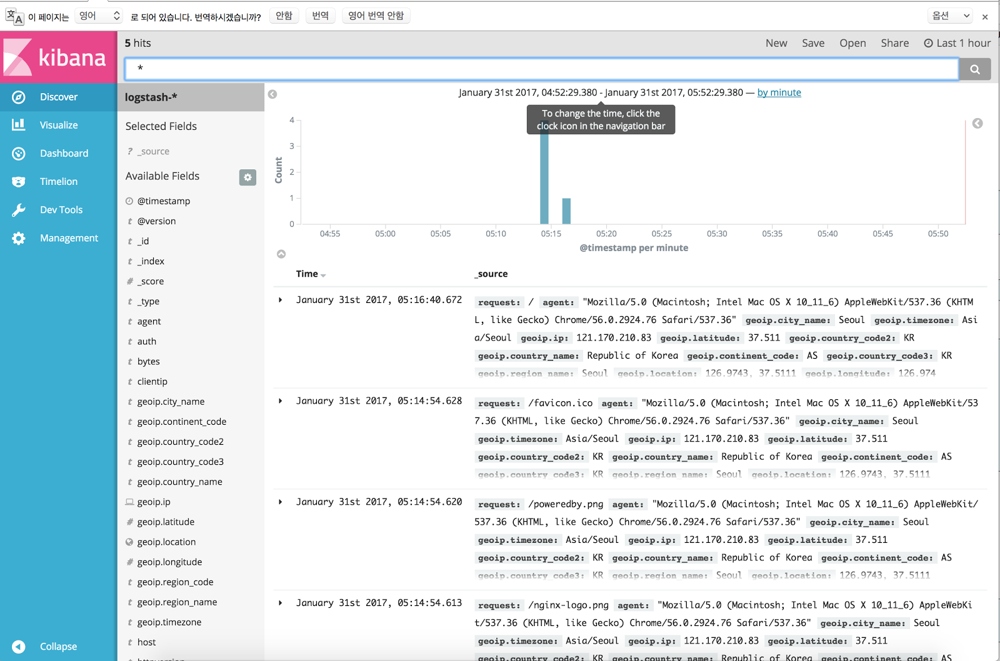 이 페이지는 영어 로 되어 있습니다. 번역하시겠습니까? 안함 번역 영어 번역 안함 옵션 ×
kibana
5 hits New Save Open Share Last 1 hour
*
Discover
Visualize
Dashboard
Timelion
Dev Tools
Management
Collapse
logstash-*
Selected Fields
? _source
Available Fields
@timestamp
t @version
t _id
t _index
# _score
t _type
t agent
t auth
t bytes
t clientip
t geoip.city_name
t geoip.continent_code
t geoip.country_code2
t geoip.country_code3
t geoip.country_name
geoip.ip
# geoip.latitude
geoip.location
# geoip.longitude
t geoip.region_code
t geoip.region_name
t geoip.timezone
t host
t httpversion
January 31st 2017, 04:52:29.380 - January 31st 2017, 05:52:29.380 — by minute
To change the time, click the
clock icon in the navigation bar
4
3
2
1
0
Count
04:55 05:00 05:05 05:10 05:15 05:20 05:25 05:30 05:35 05:40 05:45 05:50
@timestamp per minute
Time _source
January 31st 2017, 05:16:40.672 request: / agent: "Mozilla/5.0 (Macintosh; Intel Mac OS X 10_11_6) AppleWebKit/537.36 (KHTM
L, like Gecko) Chrome/56.0.2924.76 Safari/537.36" geoip.city_name: Seoul geoip.timezone: Asi
a/Seoul geoip.ip: 121.170.210.83 geoip.latitude: 37.511 geoip.country_code2: KR
geoip.country_name: Republic of Korea geoip.continent_code: AS geoip.country_code3: KR
geoip.region_name: Seoul geoip.location: 126.9743, 37.5111 geoip.longitude: 126.974
January 31st 2017, 05:14:54.628 request: /favicon.ico agent: "Mozilla/5.0 (Macintosh; Intel Mac OS X 10_11_6) AppleWebKit/53
7.36 (KHTML, like Gecko) Chrome/56.0.2924.76 Safari/537.36" geoip.city_name: Seoul
geoip.timezone: Asia/Seoul geoip.ip: 121.170.210.83 geoip.latitude: 37.511
geoip.country_code2: KR geoip.country_name: Republic of Korea geoip.continent_code: AS
geoip.country_code3: KR geoip.region_name: Seoul geoip.location: 126.9743, 37.5111
January 31st 2017, 05:14:54.620 request: /poweredby.png agent: "Mozilla/5.0 (Macintosh; Intel Mac OS X 10_11_6) AppleWebKit/
537.36 (KHTML, like Gecko) Chrome/56.0.2924.76 Safari/537.36" geoip.city_name: Seoul
geoip.timezone: Asia/Seoul geoip.ip: 121.170.210.83 geoip.latitude: 37.511
geoip.country_code2: KR geoip.country_name: Republic of Korea geoip.continent_code: AS
geoip.country_code3: KR geoip.region_name: Seoul geoip.location: 126.9743, 37.5111
January 31st 2017, 05:14:54.613 request: /nginx-logo.png agent: "Mozilla/5.0 (Macintosh; Intel Mac OS X 10_11_6) AppleWebKi
t/537.36 (KHTML, like Gecko) Chrome/56.0.2924.76 Safari/537.36" geoip.city_name: Seoul
geoip.timezone: Asia/Seoul geoip.ip: 121.170.210.83 geoip.latitude: 37.511
geoip.country_code2: KR geoip.country_name: Republic of Korea geoip.continent_code: AS